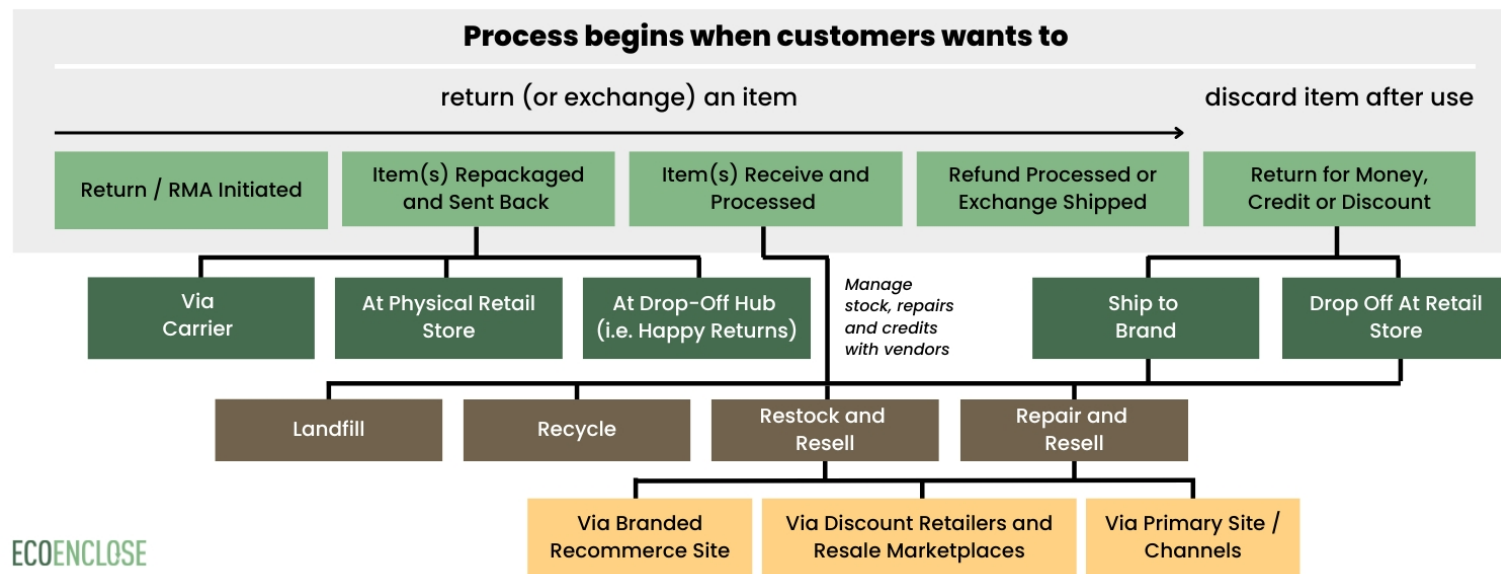 Process begins when customers wants to
return (or exchange) an item
discard item after use
Return / RMA Initiated
Item(s) Repackaged
and Sent Back
Item(s) Receive and
Processed
Refund Processed or
Exchange Shipped
Return for Money,
Credit or Discount
Via
Carrier
At Physical Retail
Store
At Drop-Off Hub
(i.e. Happy Returns)
Manage
stock, repairs
and credits
with vendors
Ship to
Brand
Drop Off At Retail
Store
Landfill
Recycle
Restock and
Resell
Repair and
Resell
Via Branded
Recommerce Site
Via Discount Retailers and
Resale Marketplaces
Via Primary Site /
Channels
ECOENCLOSE